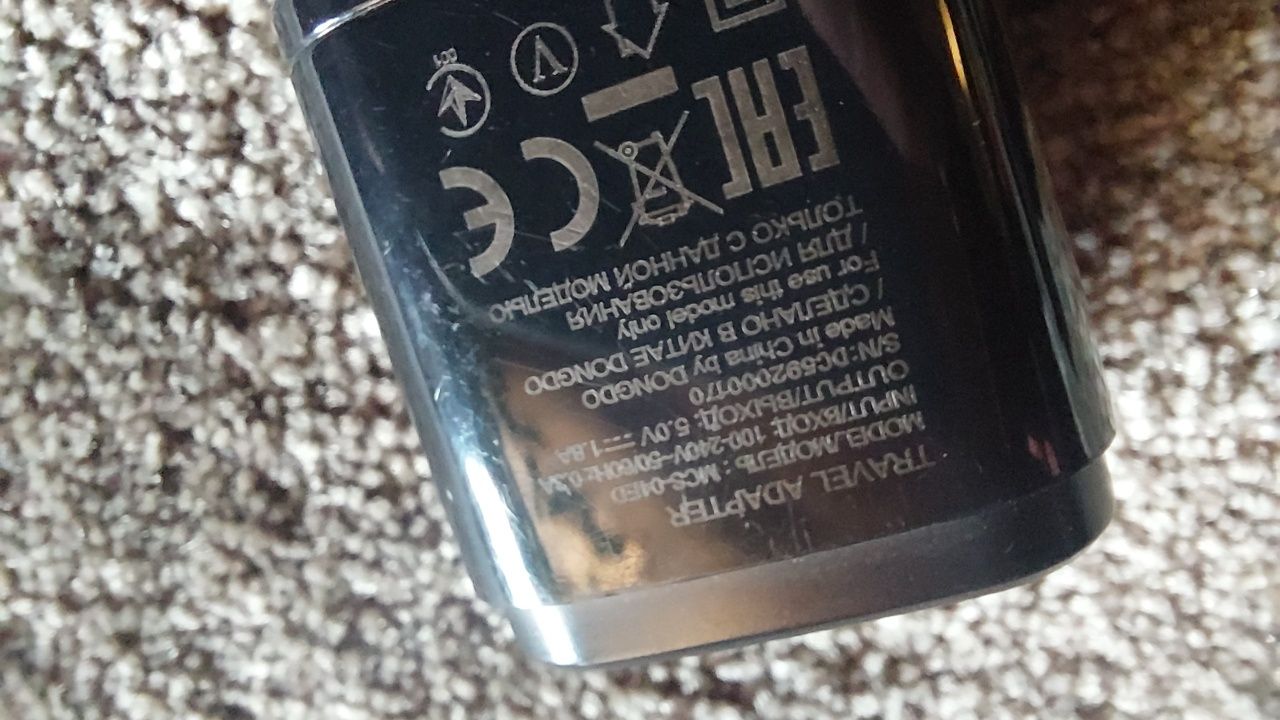 TRAVEL ADAPTER
MODEL/МОДЕЛЬ : MCS-04ED
INPUT/ВХОД: 100-240V~50/60Hz 0.3A
OUTPUT/ВЫХОД: 5.0V 1.8A
S/N: DC592000170
Made in China by DONGDO
/ СДЕЛАНО В КИТАЕ DONGDO
For use this model only
/ ДЛЯ ИСПОЛЬЗОВАНИЯ
ТОЛЬКО С ДАННОЙ МОДЕЛЬЮ
EAC CE
V